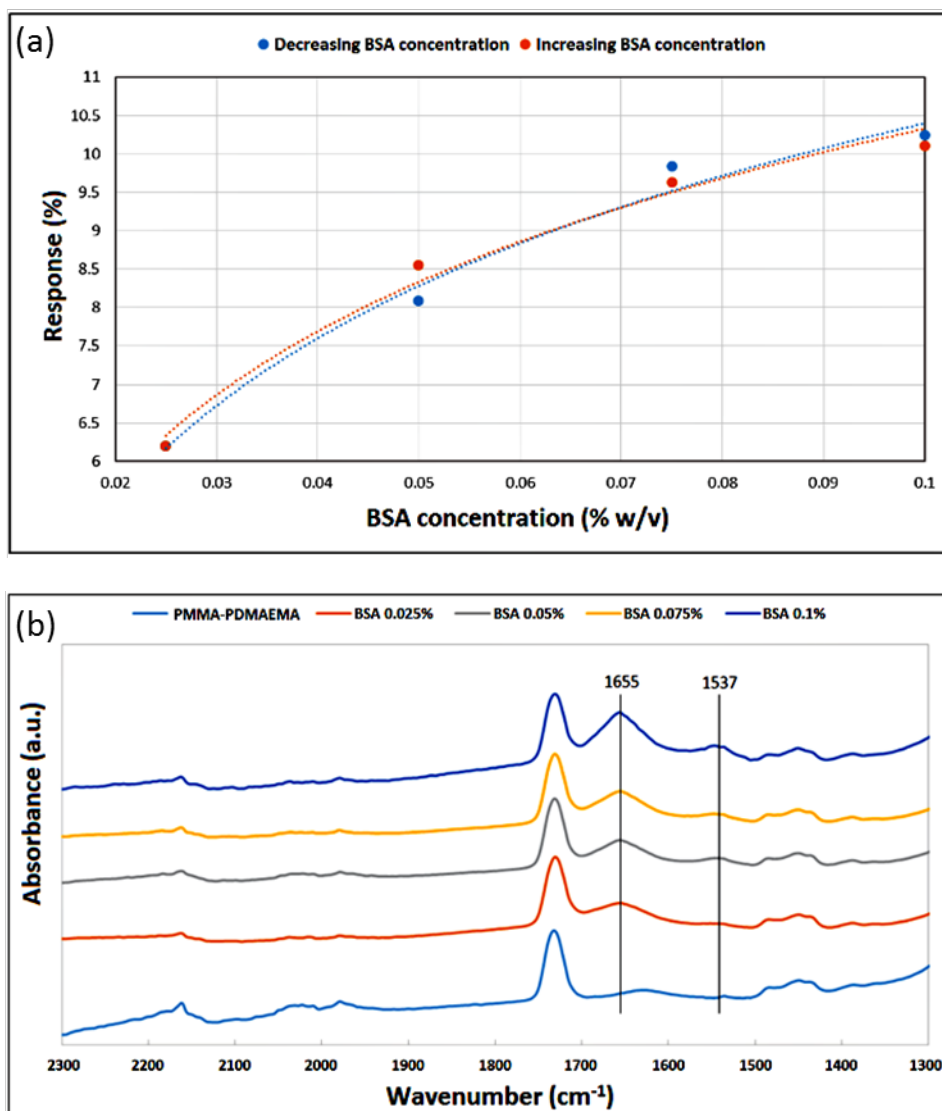 (a)
Decreasing BSA concentration Increasing BSA concentration
11
10.5
10
9.5
9
8.5
8
7.5
7
6.5
6
Response (%)
0.02 0.03 0.04 0.05 0.06 0.07 0.08 0.09 0.1
BSA concentration (% w/v)
(b)
PMMA-PDMAEMA BSA 0.025% BSA 0.05% BSA 0.075% BSA 0.1%
1655 1537
Absorbance (a.u.)
2300 2200 2100 2000 1900 1800 1700 1600 1500 1400 1300
Wavenumber (cm⁻¹)